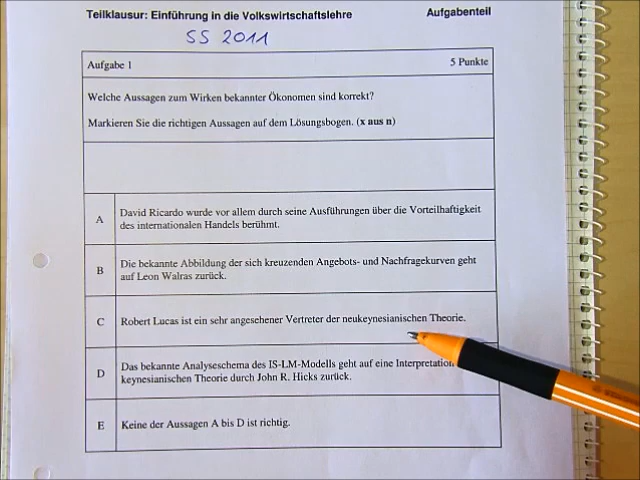 Teilklausur: Einführung in die Volkswirtschaftslehre Aufgabenteil
SS 2011
Aufgabe 1 5 Punkte
Welche Aussagen zum Wirken bekannter Ökonomen sind korrekt?
Markieren Sie die richtigen Aussagen auf dem Lösungsbogen. (x aus n)
A David Ricardo wurde vor allem durch seine Ausführungen über die Vorteilhaftigkeit
des internationalen Handels berühmt.
B Die bekannte Abbildung der sich kreuzenden Angebots- und Nachfragekurven geht
auf Leon Walras zurück.
C Robert Lucas ist ein sehr angesehener Vertreter der neukeynesianischen Theorie.
D Das bekannte Analyseschema des IS-LM-Modells geht auf eine Interpretation
keynesianischen Theorie durch John R. Hicks zurück.
E Keine der Aussagen A bis D ist richtig.